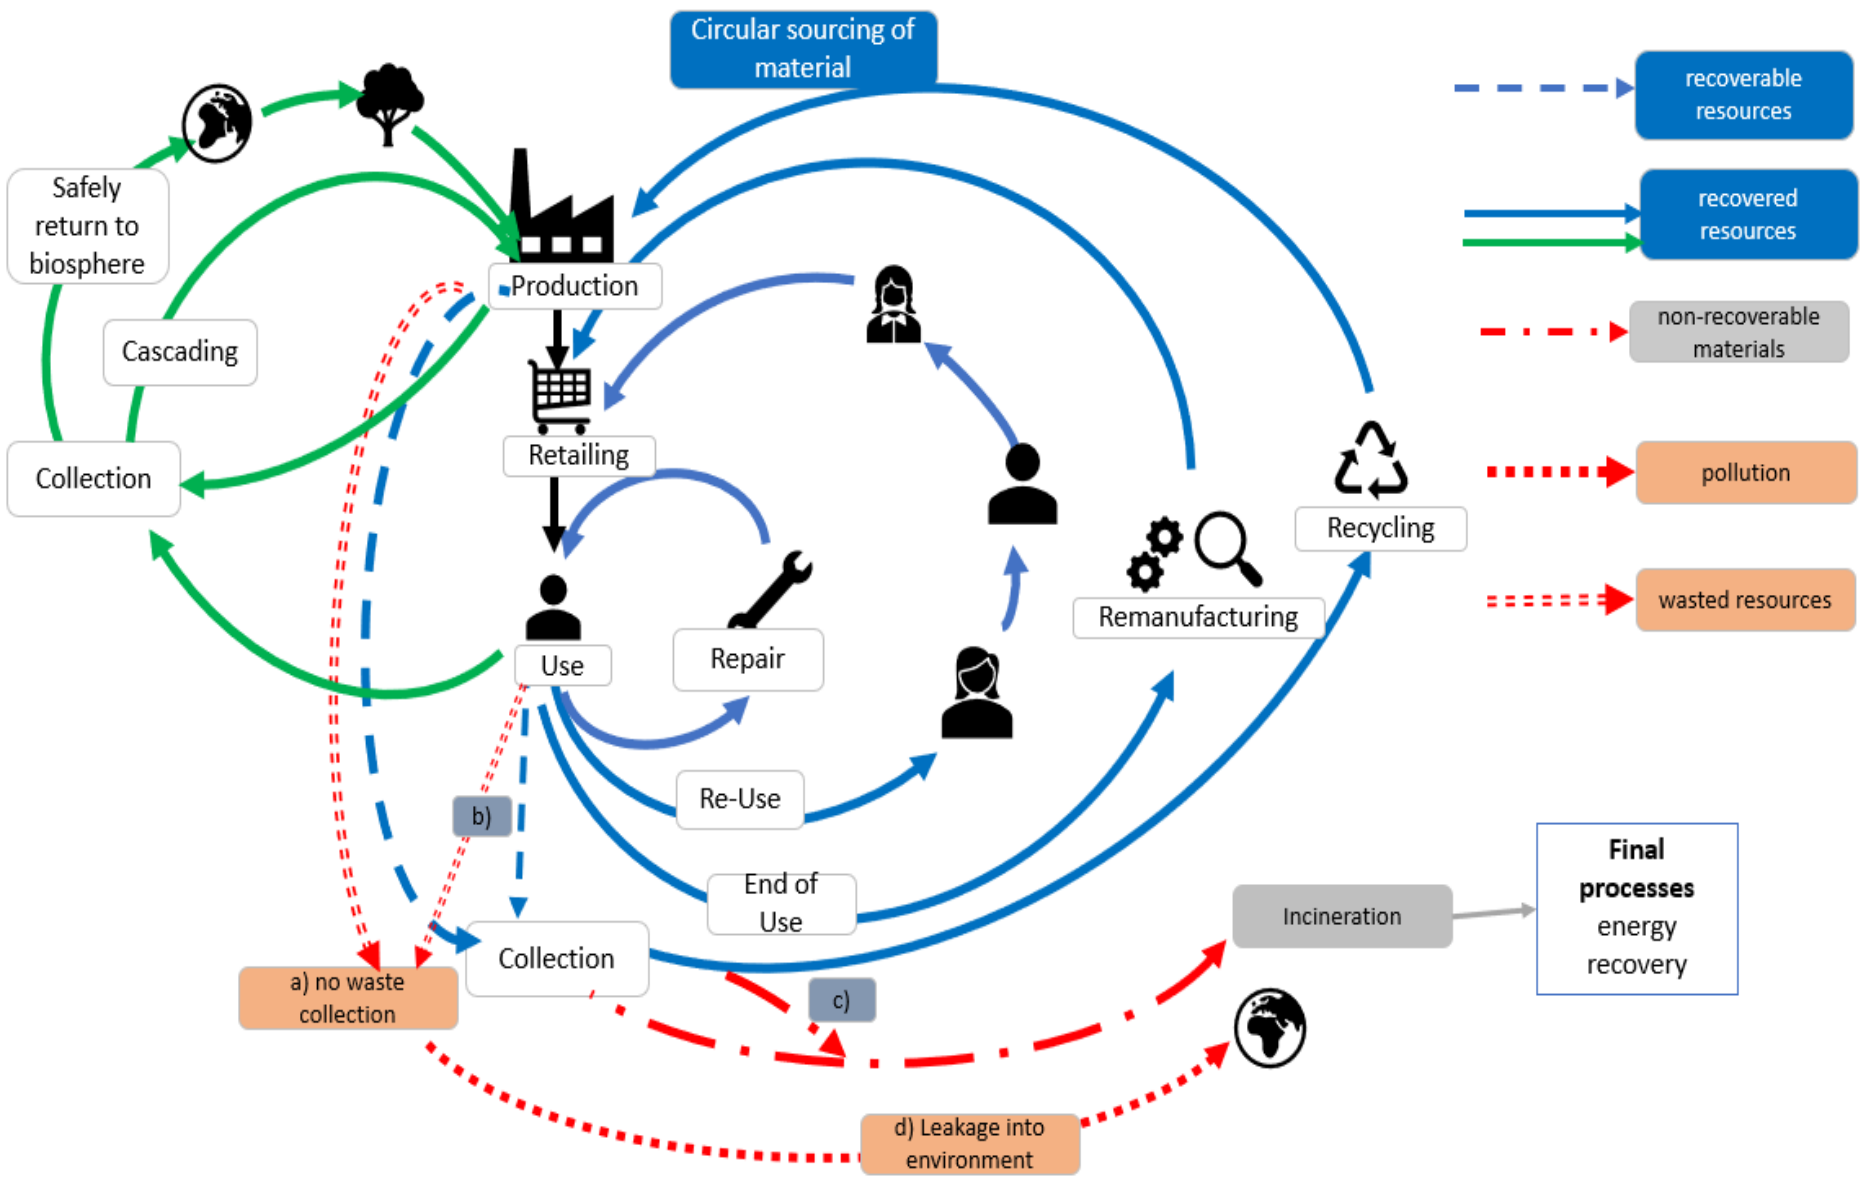 Circular sourcing of
material
recoverable
resources
Safely
return to
biosphere
recovered
resources
Production
non-recoverable
materials
Cascading
Retailing
Collection
pollution
Recycling
Remanufacturing
wasted resources
Use
Repair
Re-Use
b)
End of
Use
Collection
a) no waste
collection
c)
Incineration
Final
processes
energy
recovery
d) Leakage into
environment